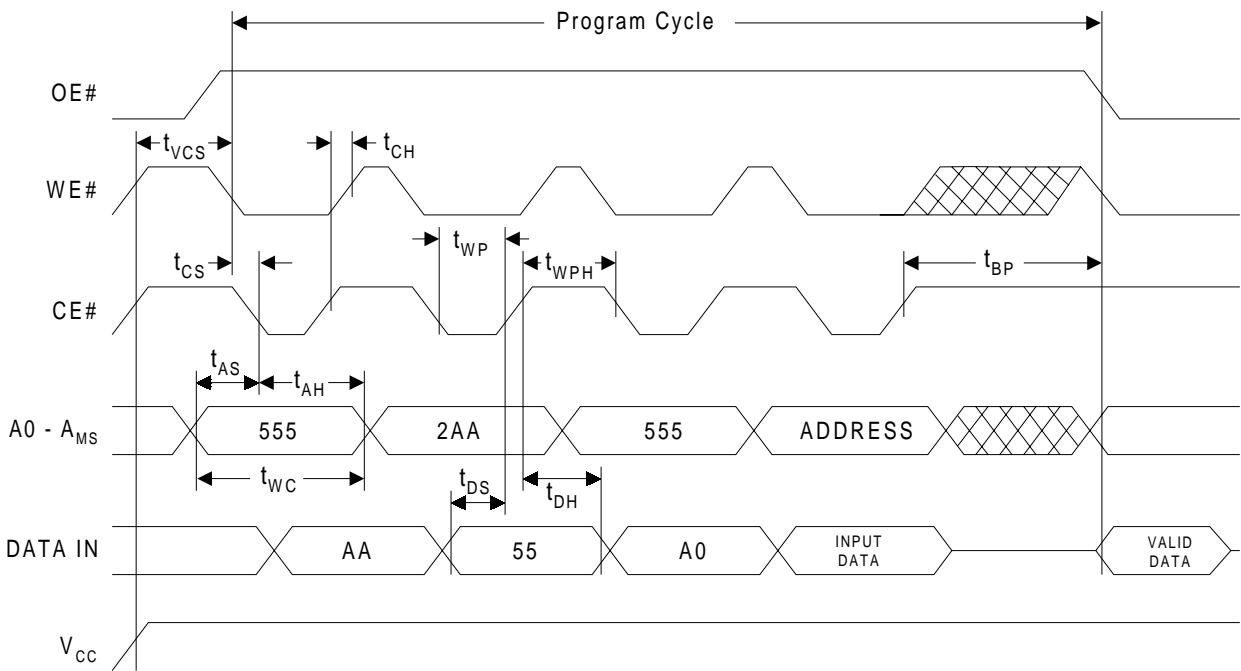 Program Cycle
OE#
tVCS
tCH
WE#
tCS
tWP
tWPH
tBP
CE#
tAS
tAH
A0 - AMS
555
2AA
555
ADDRESS
tWC
tDS
tDH
DATA IN
AA
55
A0
INPUT
DATA
VALID
DATA
VCC